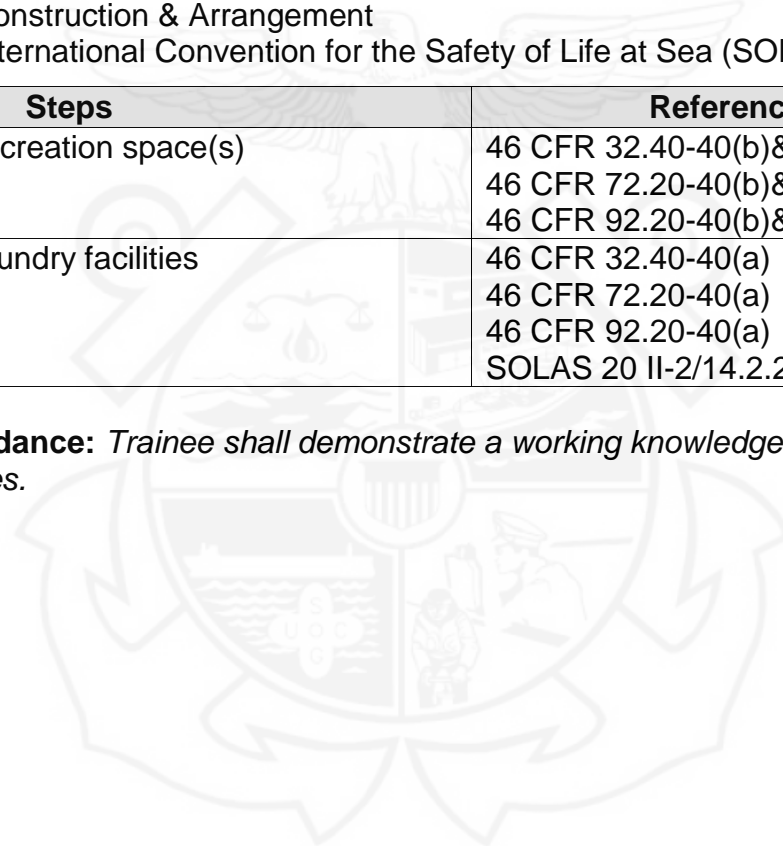 onstruction & Arrangement
ternational Convention for the Safety of Life at Sea (SOL
Steps Referenc
creation space(s) 46 CFR 32.40-40(b)&
46 CFR 72.20-40(b)&
46 CFR 92.20-40(b)&
undry facilities 46 CFR 32.40-40(a)
46 CFR 72.20-40(a)
46 CFR 92.20-40(a)
SOLAS 20 II-2/14.2.2
dance: Trainee shall demonstrate a working knowledge
es.
S
U O C
G